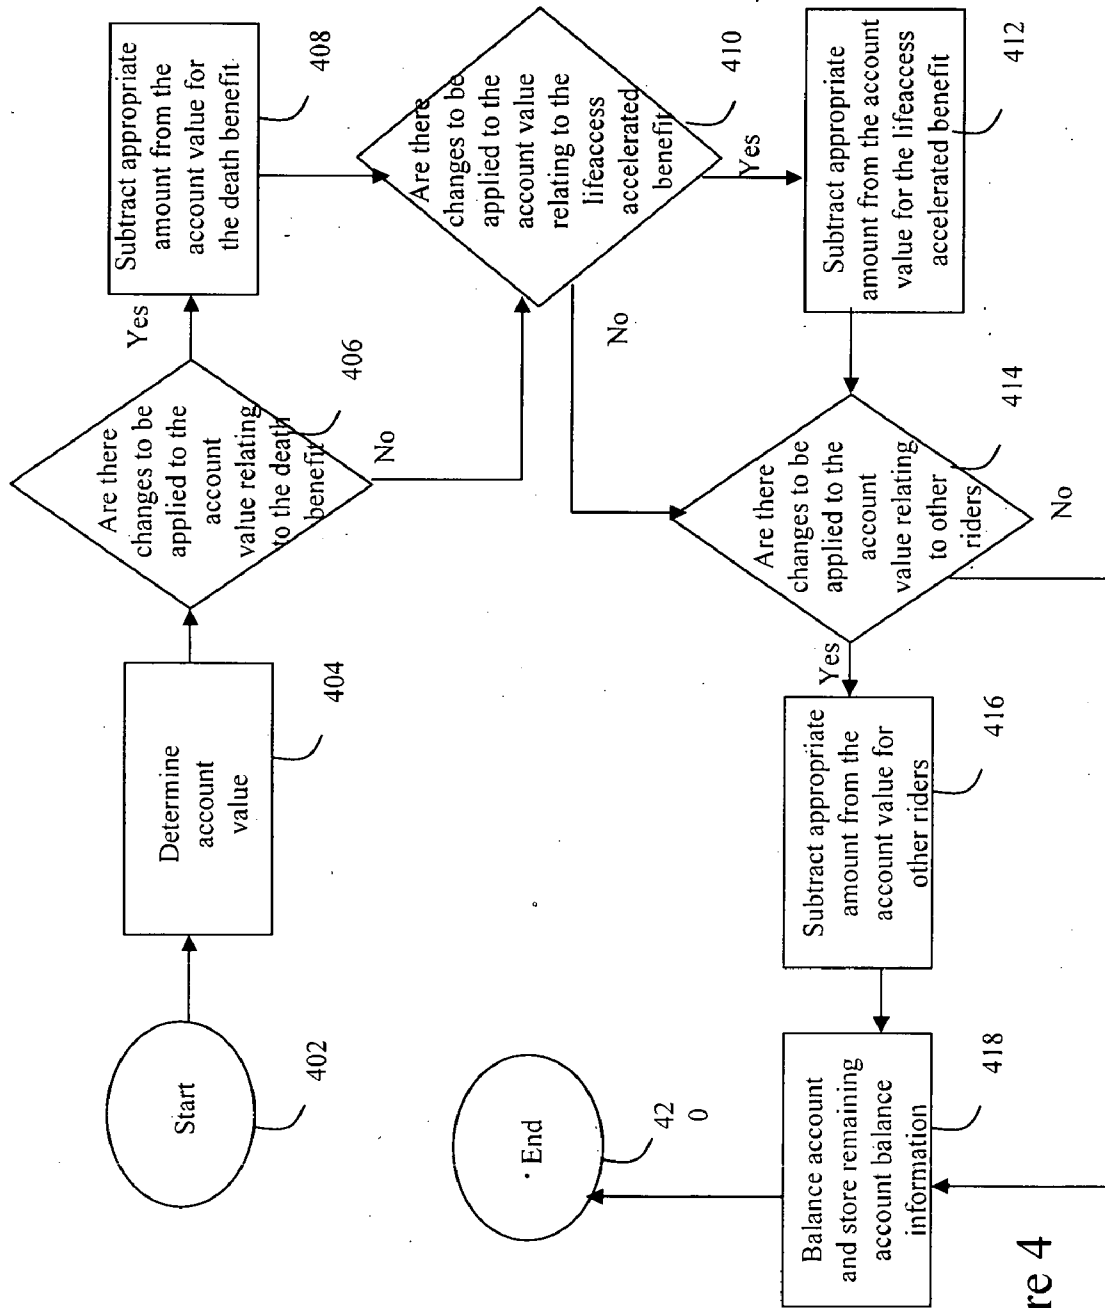 Start
402
Determine
account
value
404
Are there
changes to be
applied to the
account
value relating
to the death
benefit
406
Yes
No
Subtract appropriate
amount from the
account value for
the death benefit
408
Are there
changes to be
applied to the
account value
relating to the
lifeaccess
accelerated
benefit
410
Yes
No
Subtract appropriate
amount from the account
value for the lifeaccess
accelerated benefit
412
Are there
changes to be
applied to the
account
value relating
to other
riders
414
Yes
No
Subtract appropriate
amount from the
account value for
other riders
416
Balance account
and store remaining
account balance
information
418
End
42
0
re 4